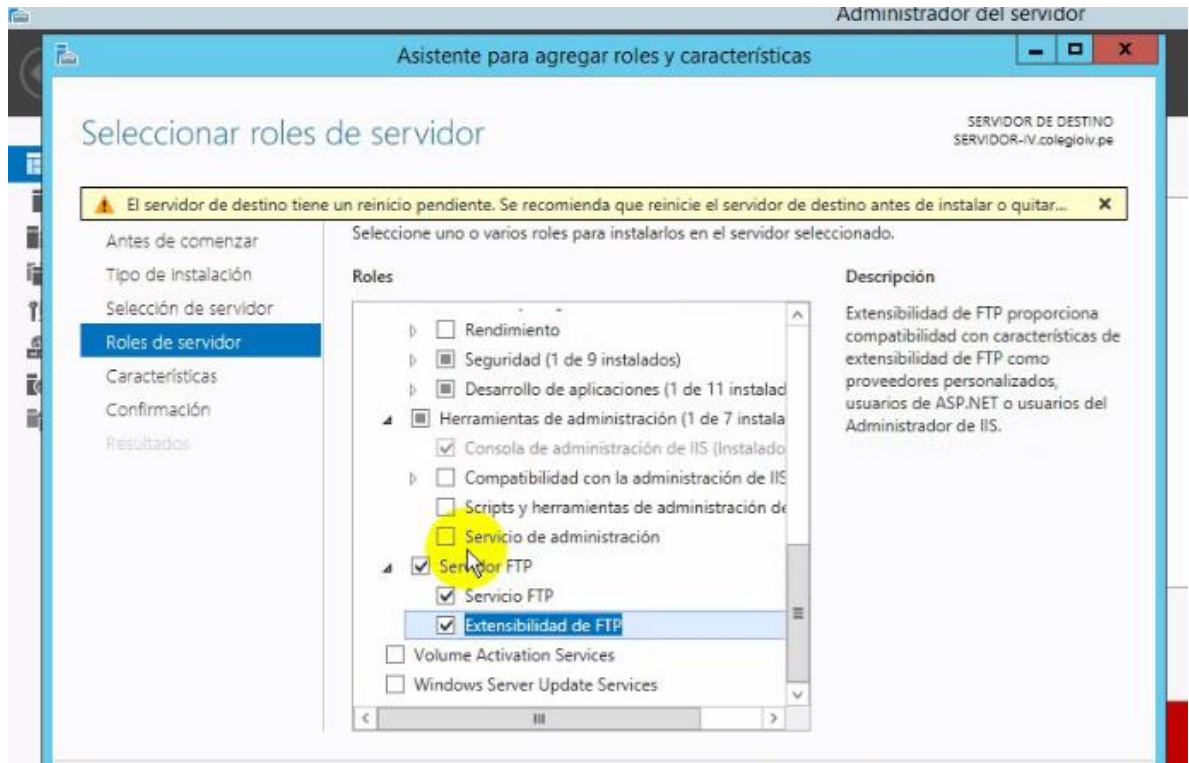 Administrador del servidor
Asistente para agregar roles y características
Seleccionar roles de servidor
SERVIDOR DE DESTINO
SERVIDOR-IV.colegioiv.pe
El servidor de destino tiene un reinicio pendiente. Se recomienda que reinicie el servidor de destino antes de instalar o quitar...
Antes de comenzar
Tipo de instalación
Selección de servidor
Roles de servidor
Características
Confirmación
Resultados
Seleccione uno o varios roles para instalarlos en el servidor seleccionado.
Roles
Rendimiento
Seguridad (1 de 9 instalados)
Desarrollo de aplicaciones (1 de 11 instalad
Herramientas de administración (1 de 7 instala
Consola de administración de IIS (Instalado
Compatibilidad con la administración de IIS
Scripts y herramientas de administración de
Servicio de administración
Servidor FTP
Servicio FTP
Extensibilidad de FTP
Volume Activation Services
Windows Server Update Services
Descripción
Extensibilidad de FTP proporciona
compatibilidad con características de
extensibilidad de FTP como
proveedores personalizados,
usuarios de ASP.NET o usuarios del
Administrador de IIS.